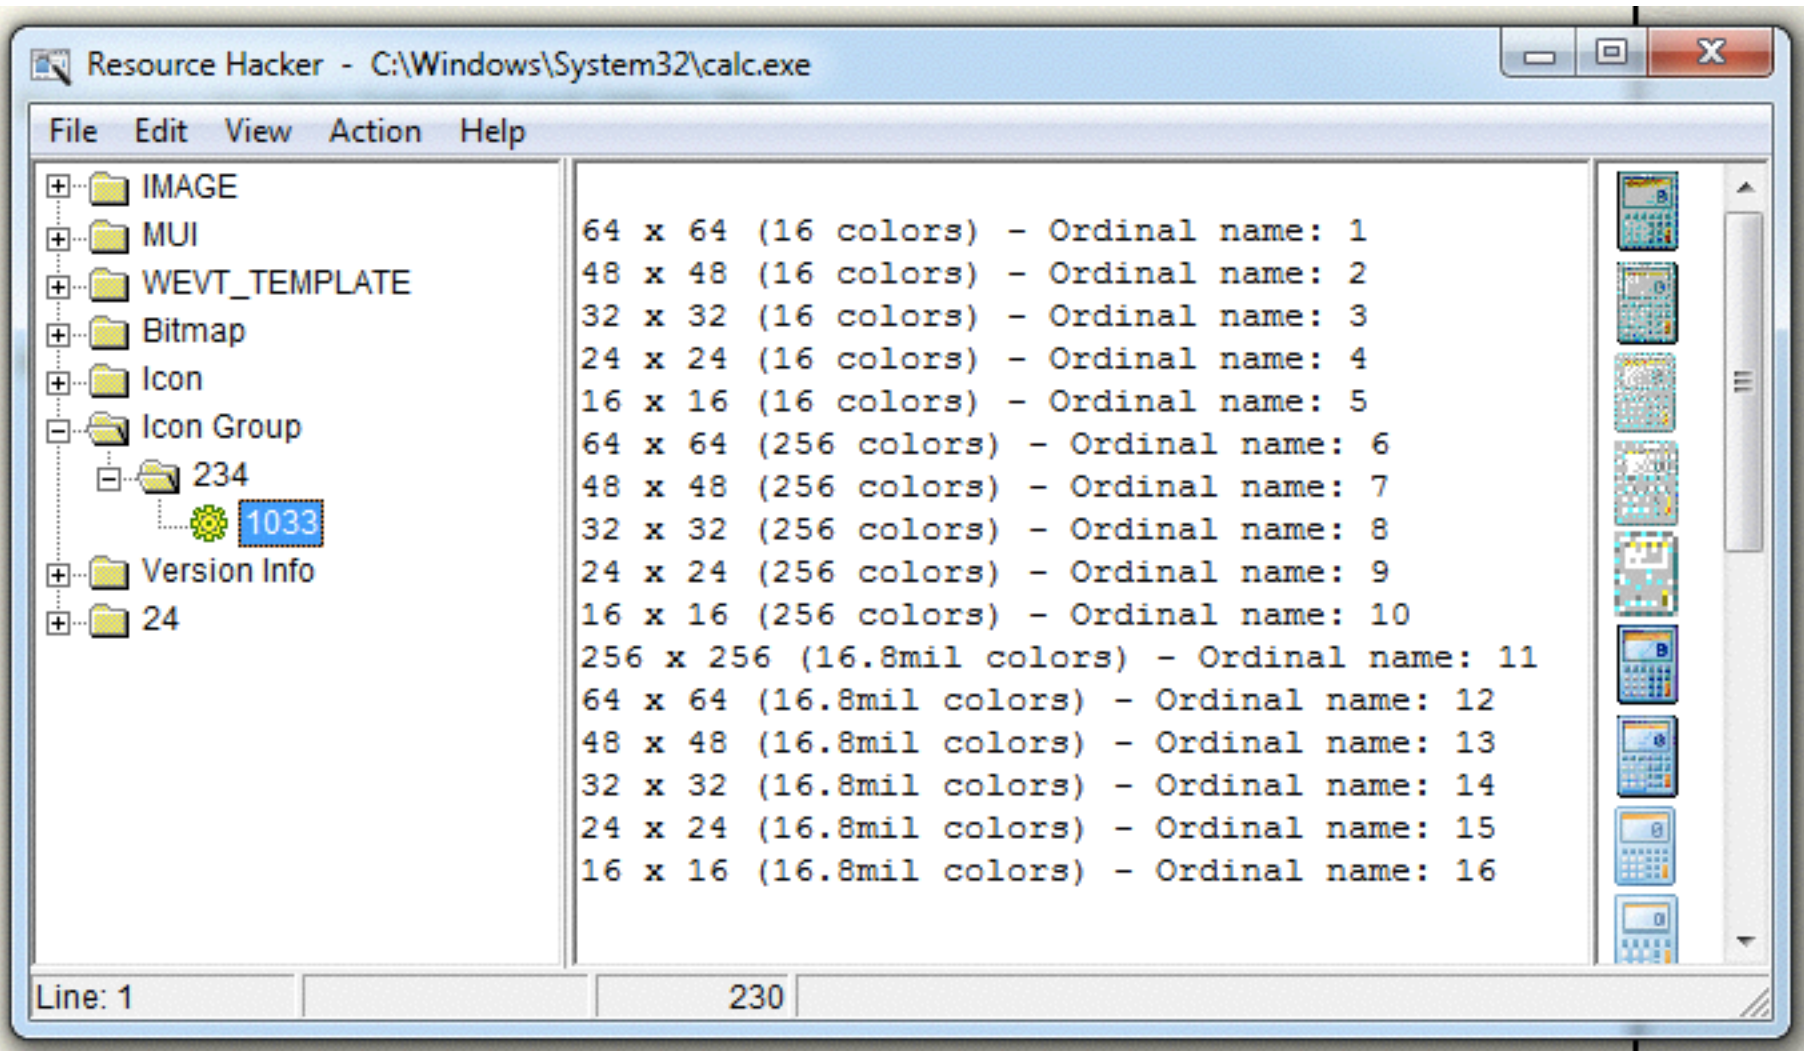 Resource Hacker - C:\Windows\System32\calc.exe
File Edit View Action Help
IMAGE
MUI
WEVT_TEMPLATE
Bitmap
Icon
Icon Group
234
1033
Version Info
24
64 x 64 (16 colors) - Ordinal name: 1
48 x 48 (16 colors) - Ordinal name: 2
32 x 32 (16 colors) - Ordinal name: 3
24 x 24 (16 colors) - Ordinal name: 4
16 x 16 (16 colors) - Ordinal name: 5
64 x 64 (256 colors) - Ordinal name: 6
48 x 48 (256 colors) - Ordinal name: 7
32 x 32 (256 colors) - Ordinal name: 8
24 x 24 (256 colors) - Ordinal name: 9
16 x 16 (256 colors) - Ordinal name: 10
256 x 256 (16.8mil colors) - Ordinal name: 11
64 x 64 (16.8mil colors) - Ordinal name: 12
48 x 48 (16.8mil colors) - Ordinal name: 13
32 x 32 (16.8mil colors) - Ordinal name: 14
24 x 24 (16.8mil colors) - Ordinal name: 15
16 x 16 (16.8mil colors) - Ordinal name: 16
Line: 1
230